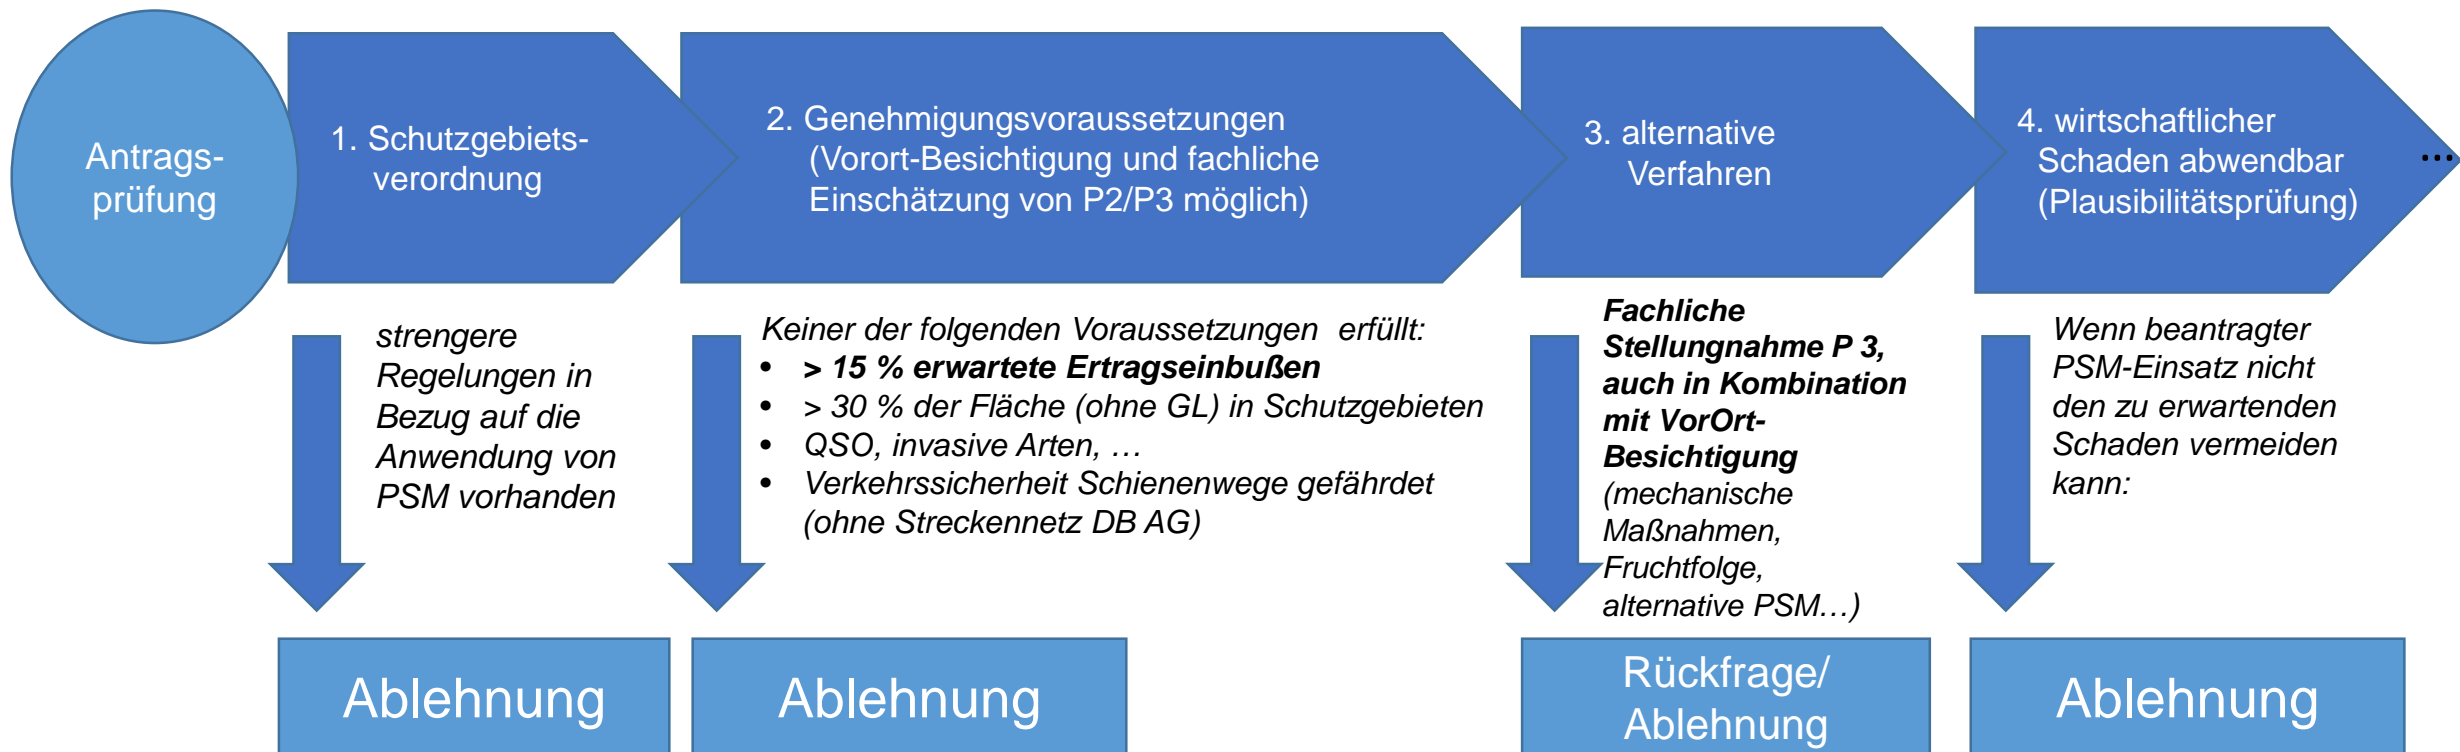 Antrags-
prüfung
1. Schutzgebiets-
verordnung
2. Genehmigungsvoraussetzungen
(Vorort-Besichtigung und fachliche
Einschätzung von P2/P3 möglich)
3. alternative
Verfahren
4. wirtschaftlicher
Schaden abwendbar
(Plausibilitätsprüfung)
…
strengere
Regelungen in
Bezug auf die
Anwendung von
PSM vorhanden
Keiner der folgenden Voraussetzungen erfüllt:
• > 15 % erwartete Ertragseinbußen
• > 30 % der Fläche (ohne GL) in Schutzgebieten
• QSO, invasive Arten, …
• Verkehrssicherheit Schienenwege gefährdet
(ohne Streckennetz DB AG)
Fachliche
Stellungnahme P 3,
auch in Kombination
mit VorOrt-
Besichtigung
(mechanische
Maßnahmen,
Fruchtfolge,
alternative PSM…)
Wenn beantragter
PSM-Einsatz nicht
den zu erwartenden
Schaden vermeiden
kann:
Ablehnung
Ablehnung
Rückfrage/
Ablehnung
Ablehnung